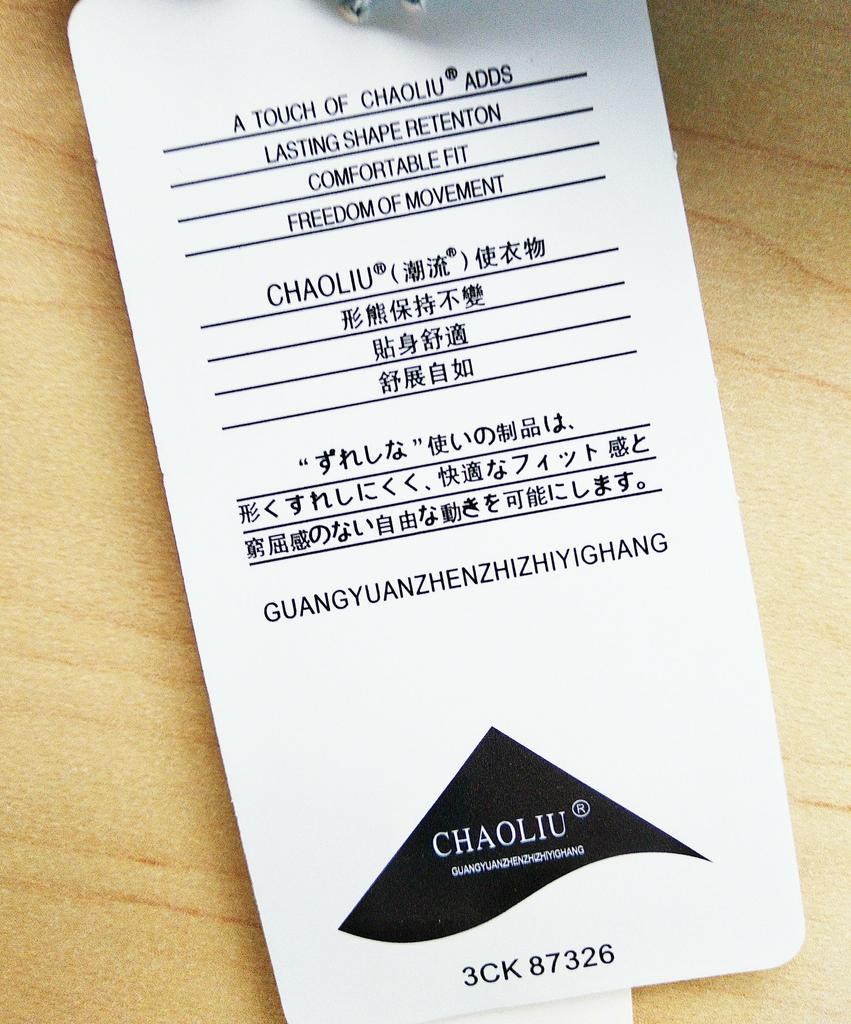 A TOUCH OF CHAOLIU® ADDS
LASTING SHAPE RETENTON
COMFORTABLE FIT
FREEDOM OF MOVEMENT
CHAOLIU®(潮流®)使衣物
形熊保持不變
貼身舒適
舒展自如
“ずれしな”使いの制品は、
形くすれしにくく、快適なフィット感と
窮屈感のない自由な動きを可能にします。
GUANGYUANZHENZHIZHIYIGHANG
CHAOLIU®
GUANGYUANZHENZHIZHIYIGHANG
3CK 87326